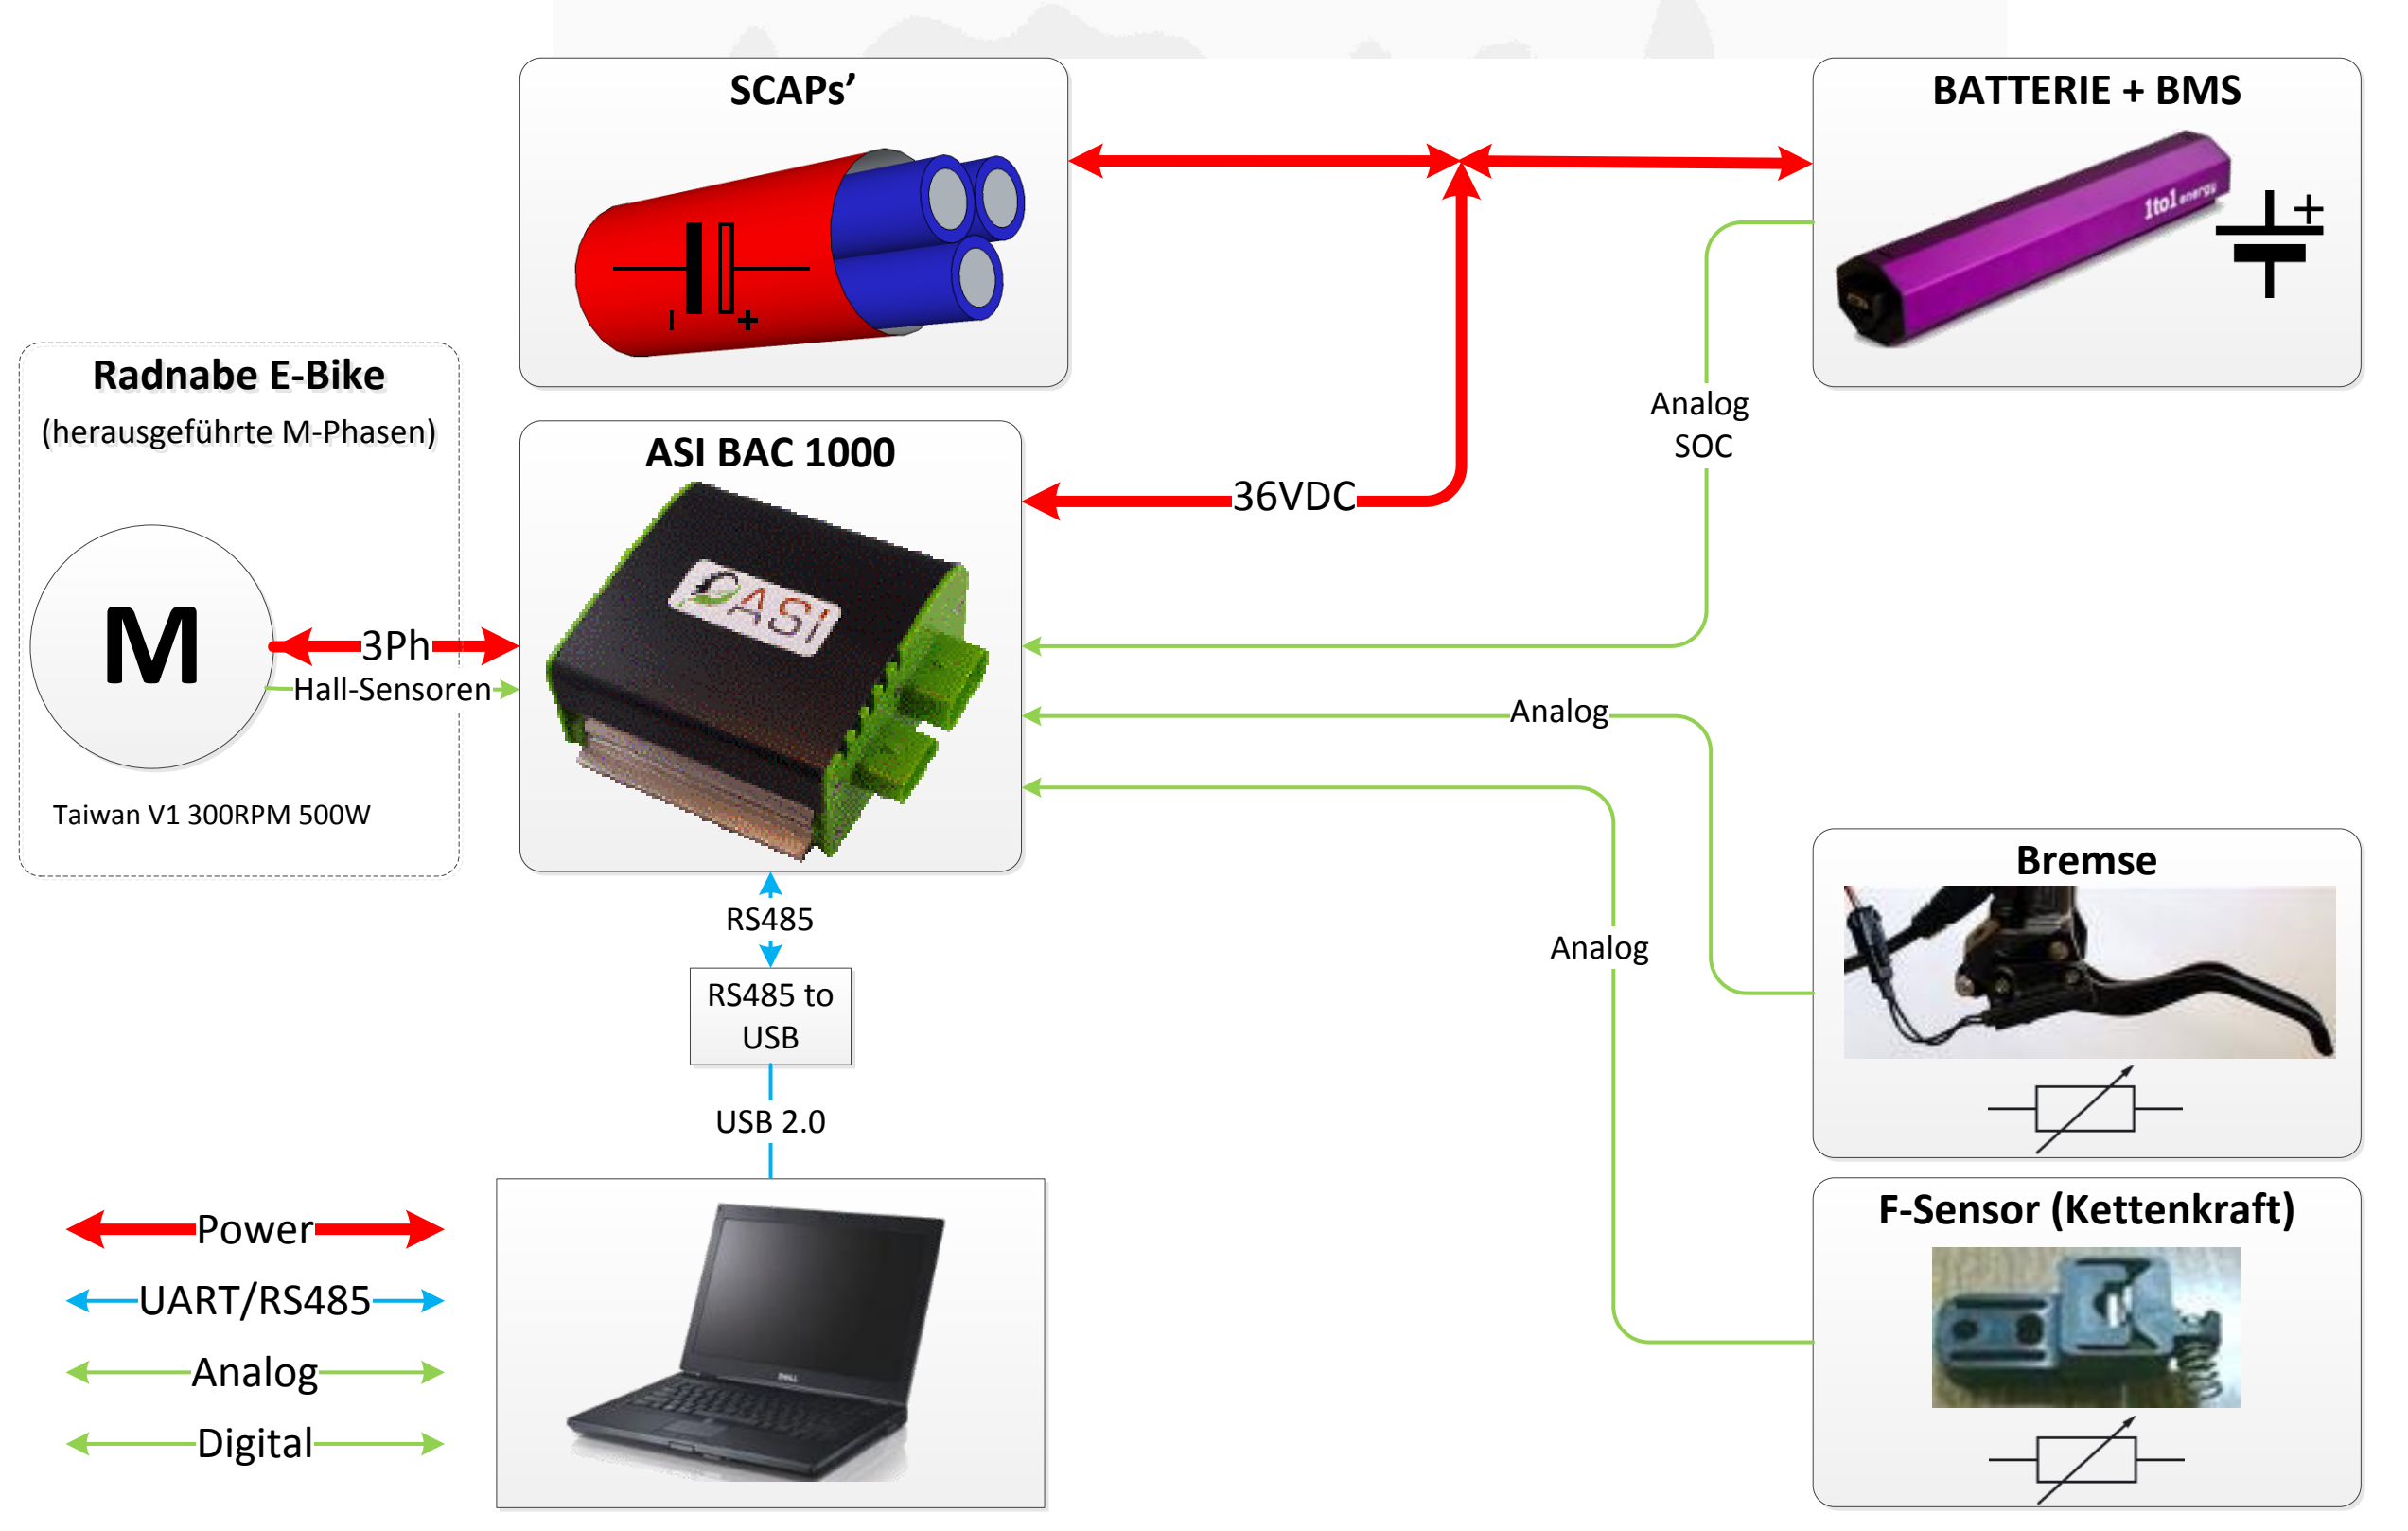 SCAPs’
BATTERIE + BMS
1to1 energy
+
Radnabe E-Bike
(herausgeführte M-Phasen)
M
3Ph
Hall-Sensoren
Taiwan V1 300RPM 500W
ASI BAC 1000
ASI
36VDC
Analog
SOC
Analog
Analog
RS485
RS485 to
USB
USB 2.0
DELL
Bremse
F-Sensor (Kettenkraft)
Power
UART/RS485
Analog
Digital